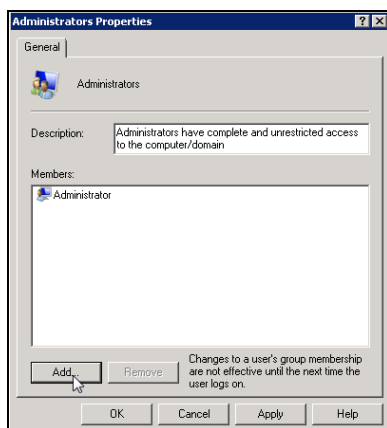 Administrators Properties
General
Administrators
Description:
Administrators have complete and unrestricted access
to the computer/domain
Members:
Administrator
Add...
Remove
Changes to a user's group membership
are not effective until the next time the
user logs on.
OK
Cancel
Apply
Help